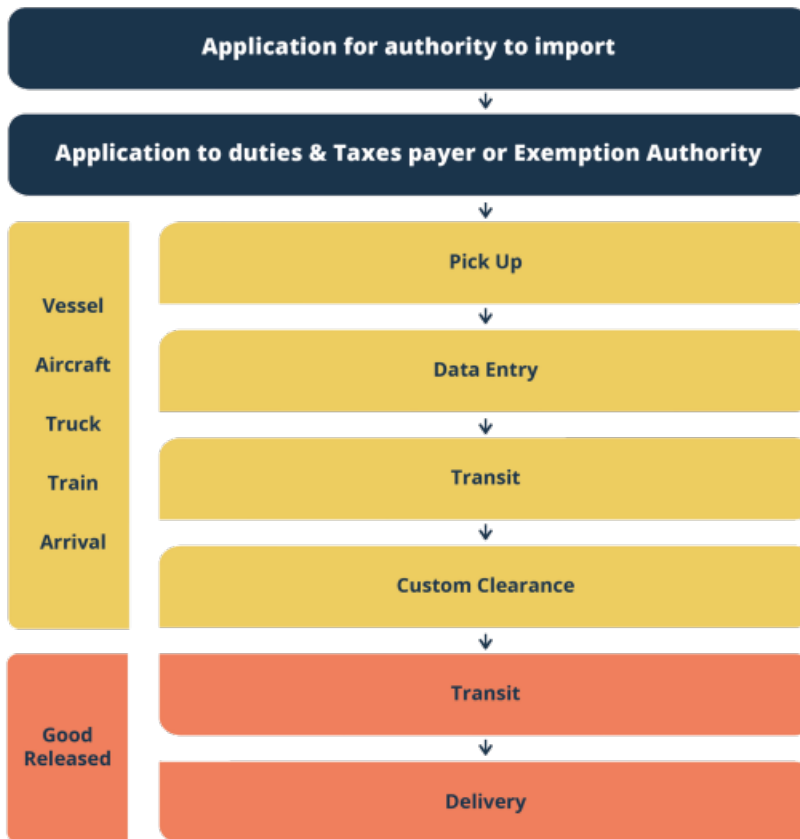 Application for authority to import
Application to duties & Taxes payer or Exemption Authority
Vessel
Aircraft
Truck
Train
Arrival
Pick Up
Data Entry
Transit
Custom Clearance
Good
Released
Transit
Delivery